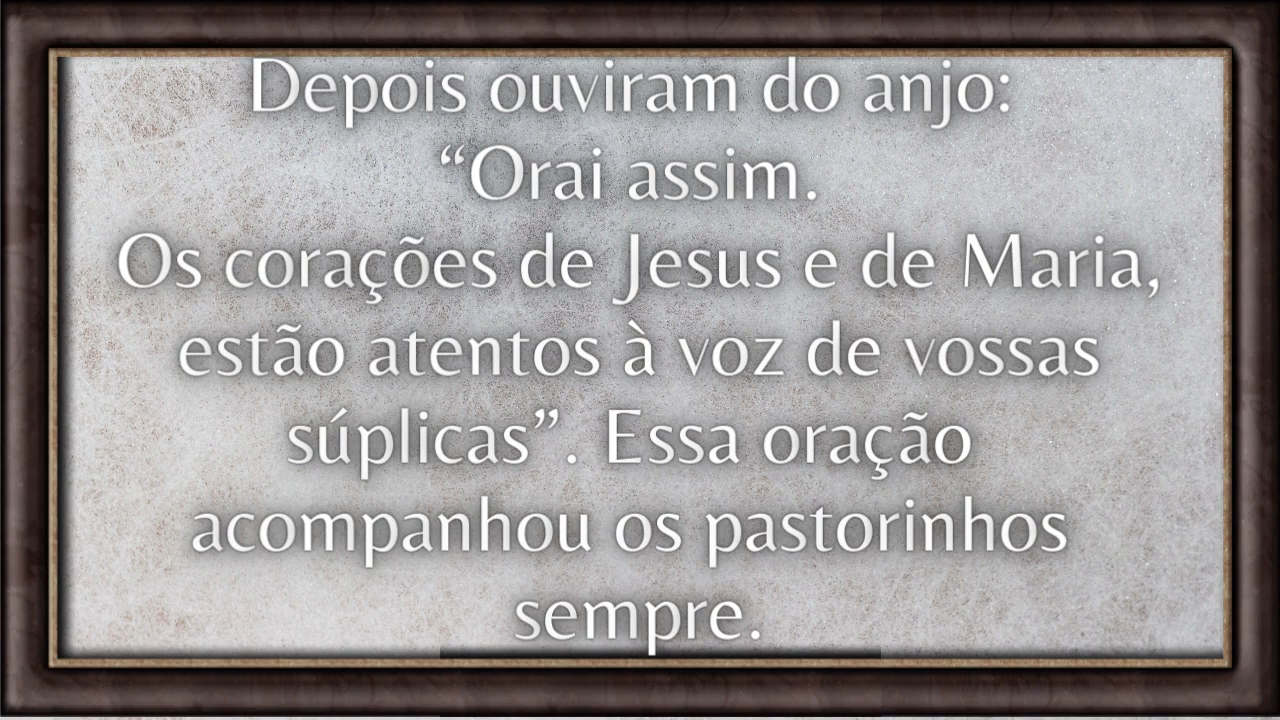 Depois ouviram do anjo:
“Orai assim.
Os corações de Jesus e de Maria,
estão atentos à voz de vossas
súplicas”. Essa oração
acompanhou os pastorinhos
sempre.